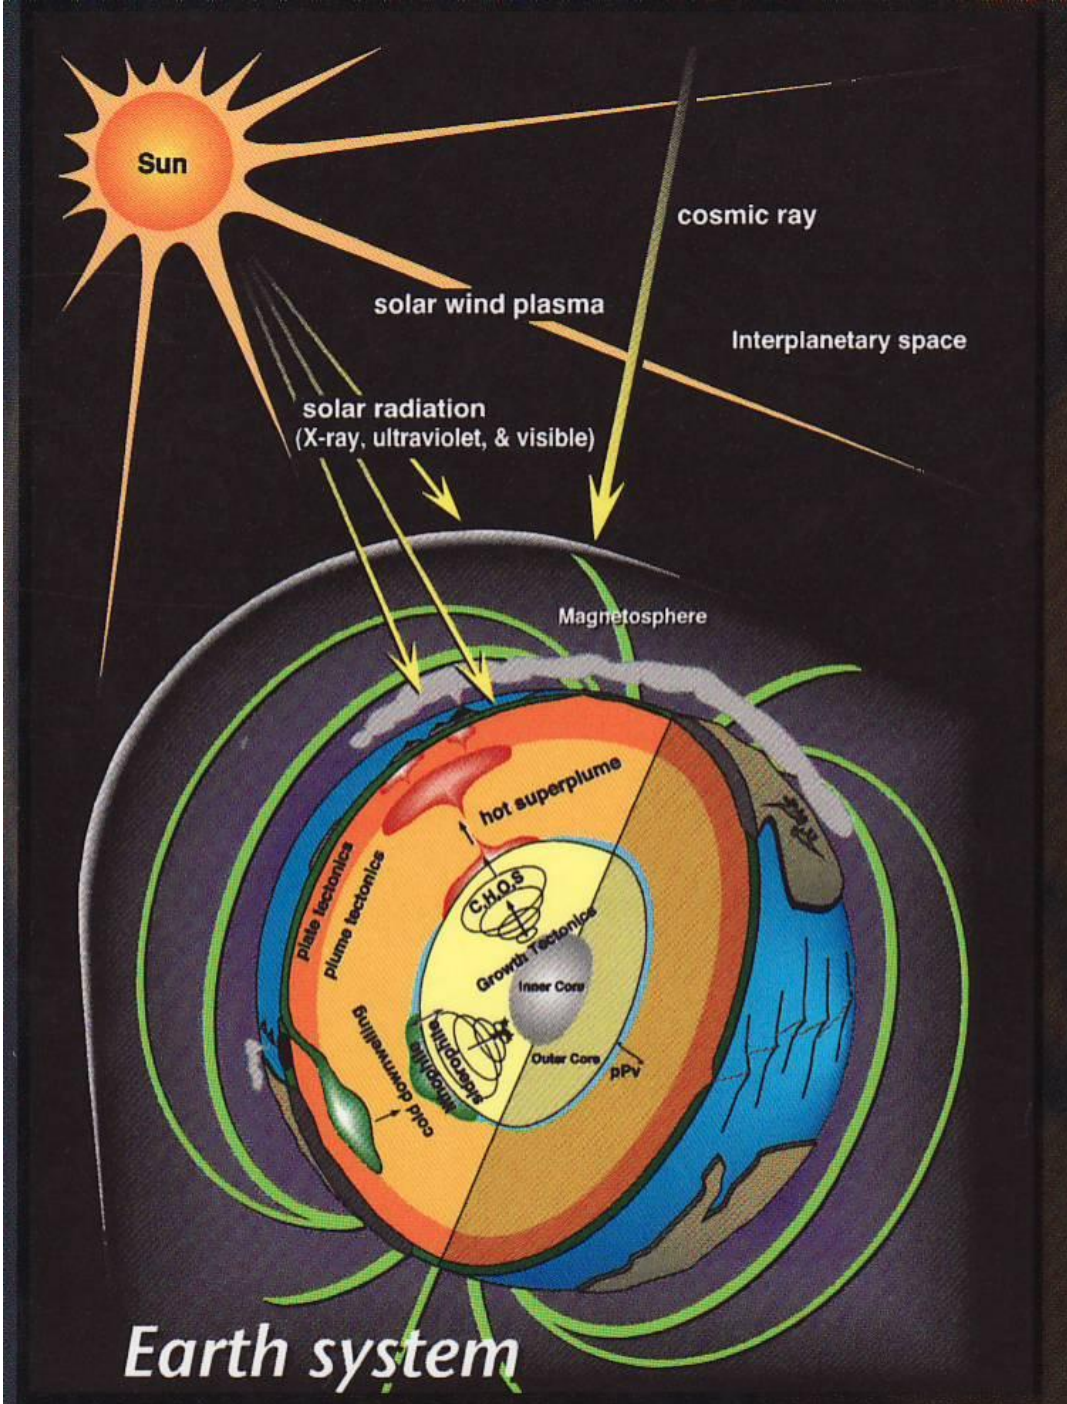 Sun
cosmic ray
solar wind plasma
Interplanetary space
solar radiation
(X-ray, ultraviolet, & visible)
Magnetosphere
hot superplume
plate tectonics
plume tectonics
C,H,O,S
Growth Tectonics
Inner Core
Outer Core
pPv
siderophile,
cold downwelling
Earth system